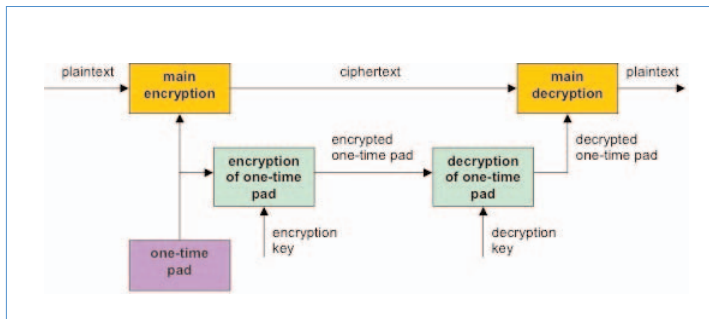 plaintext
main
encryption
ciphertext
main
decryption
plaintext
encryption
of one-time
pad
encrypted
one-time pad
decryption
of one-time
pad
decrypted
one-time pad
encryption
key
decryption
key
one-time
pad